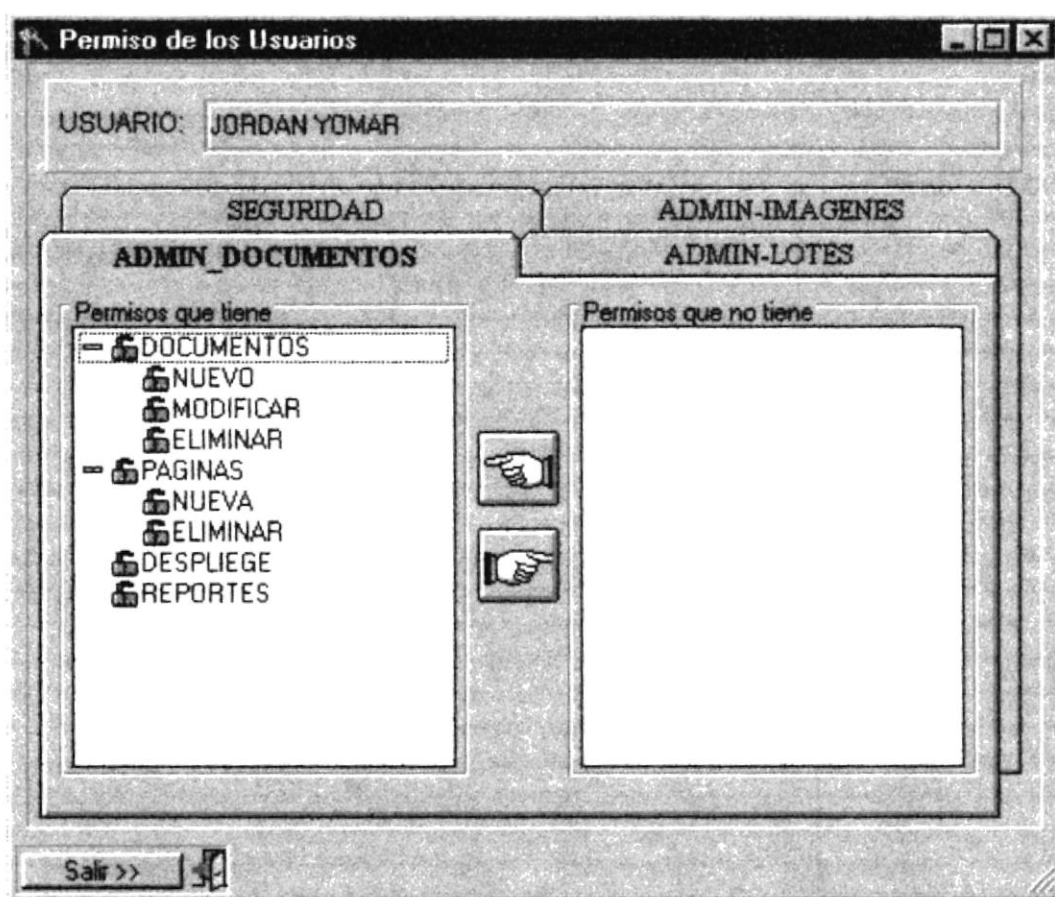 Permiso de los Usuarios
USUARIO: JORDAN YOMAR
SEGURIDAD ADMIN-IMAGENES
ADMIN_DOCUMENTOS ADMIN-LOTES
Permisos que tiene Permisos que no tiene
DOCUMENTOS
NUEVO
MODIFICAR
ELIMINAR
PAGINAS
NUEVA
ELIMINAR
DESPLIEGE
REPORTES
Salir >>